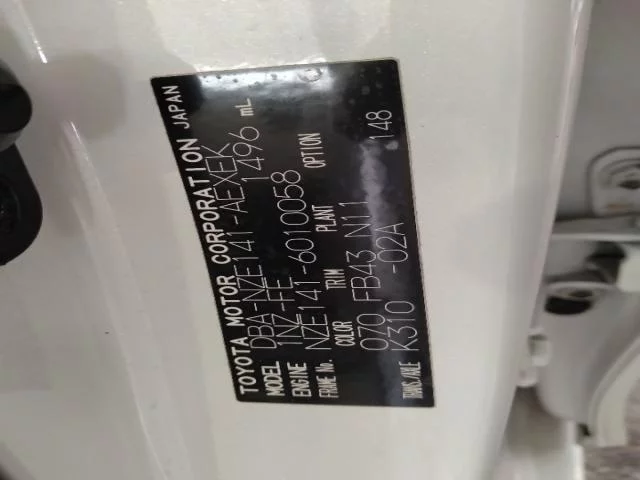 TOYOTA MOTOR CORPORATION JAPAN
MODEL DBA-NZE141-AEXEK
ENGINE 1NZ-FE 1496 mL
FRAME No. NZE141-6010058
COLOR TRIM PLANT OPTION
070 FB43 N11 148
TRANS/AXLE K310 -02A